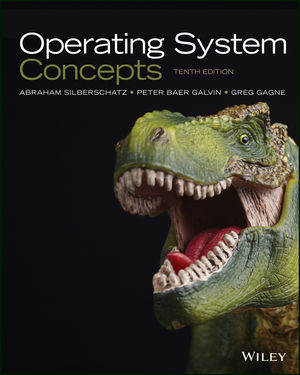 Operating System
Concepts TENTH EDITION
ABRAHAM SILBERSCHATZ • PETER BAER GALVIN • GREG GAGNE
WILEY